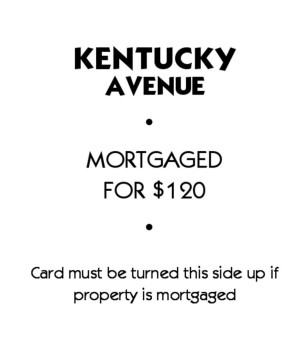 KENTUCKY
AVENUE
•
MORTGAGED
FOR $120
•
Card must be turned this side up if
property is mortgaged